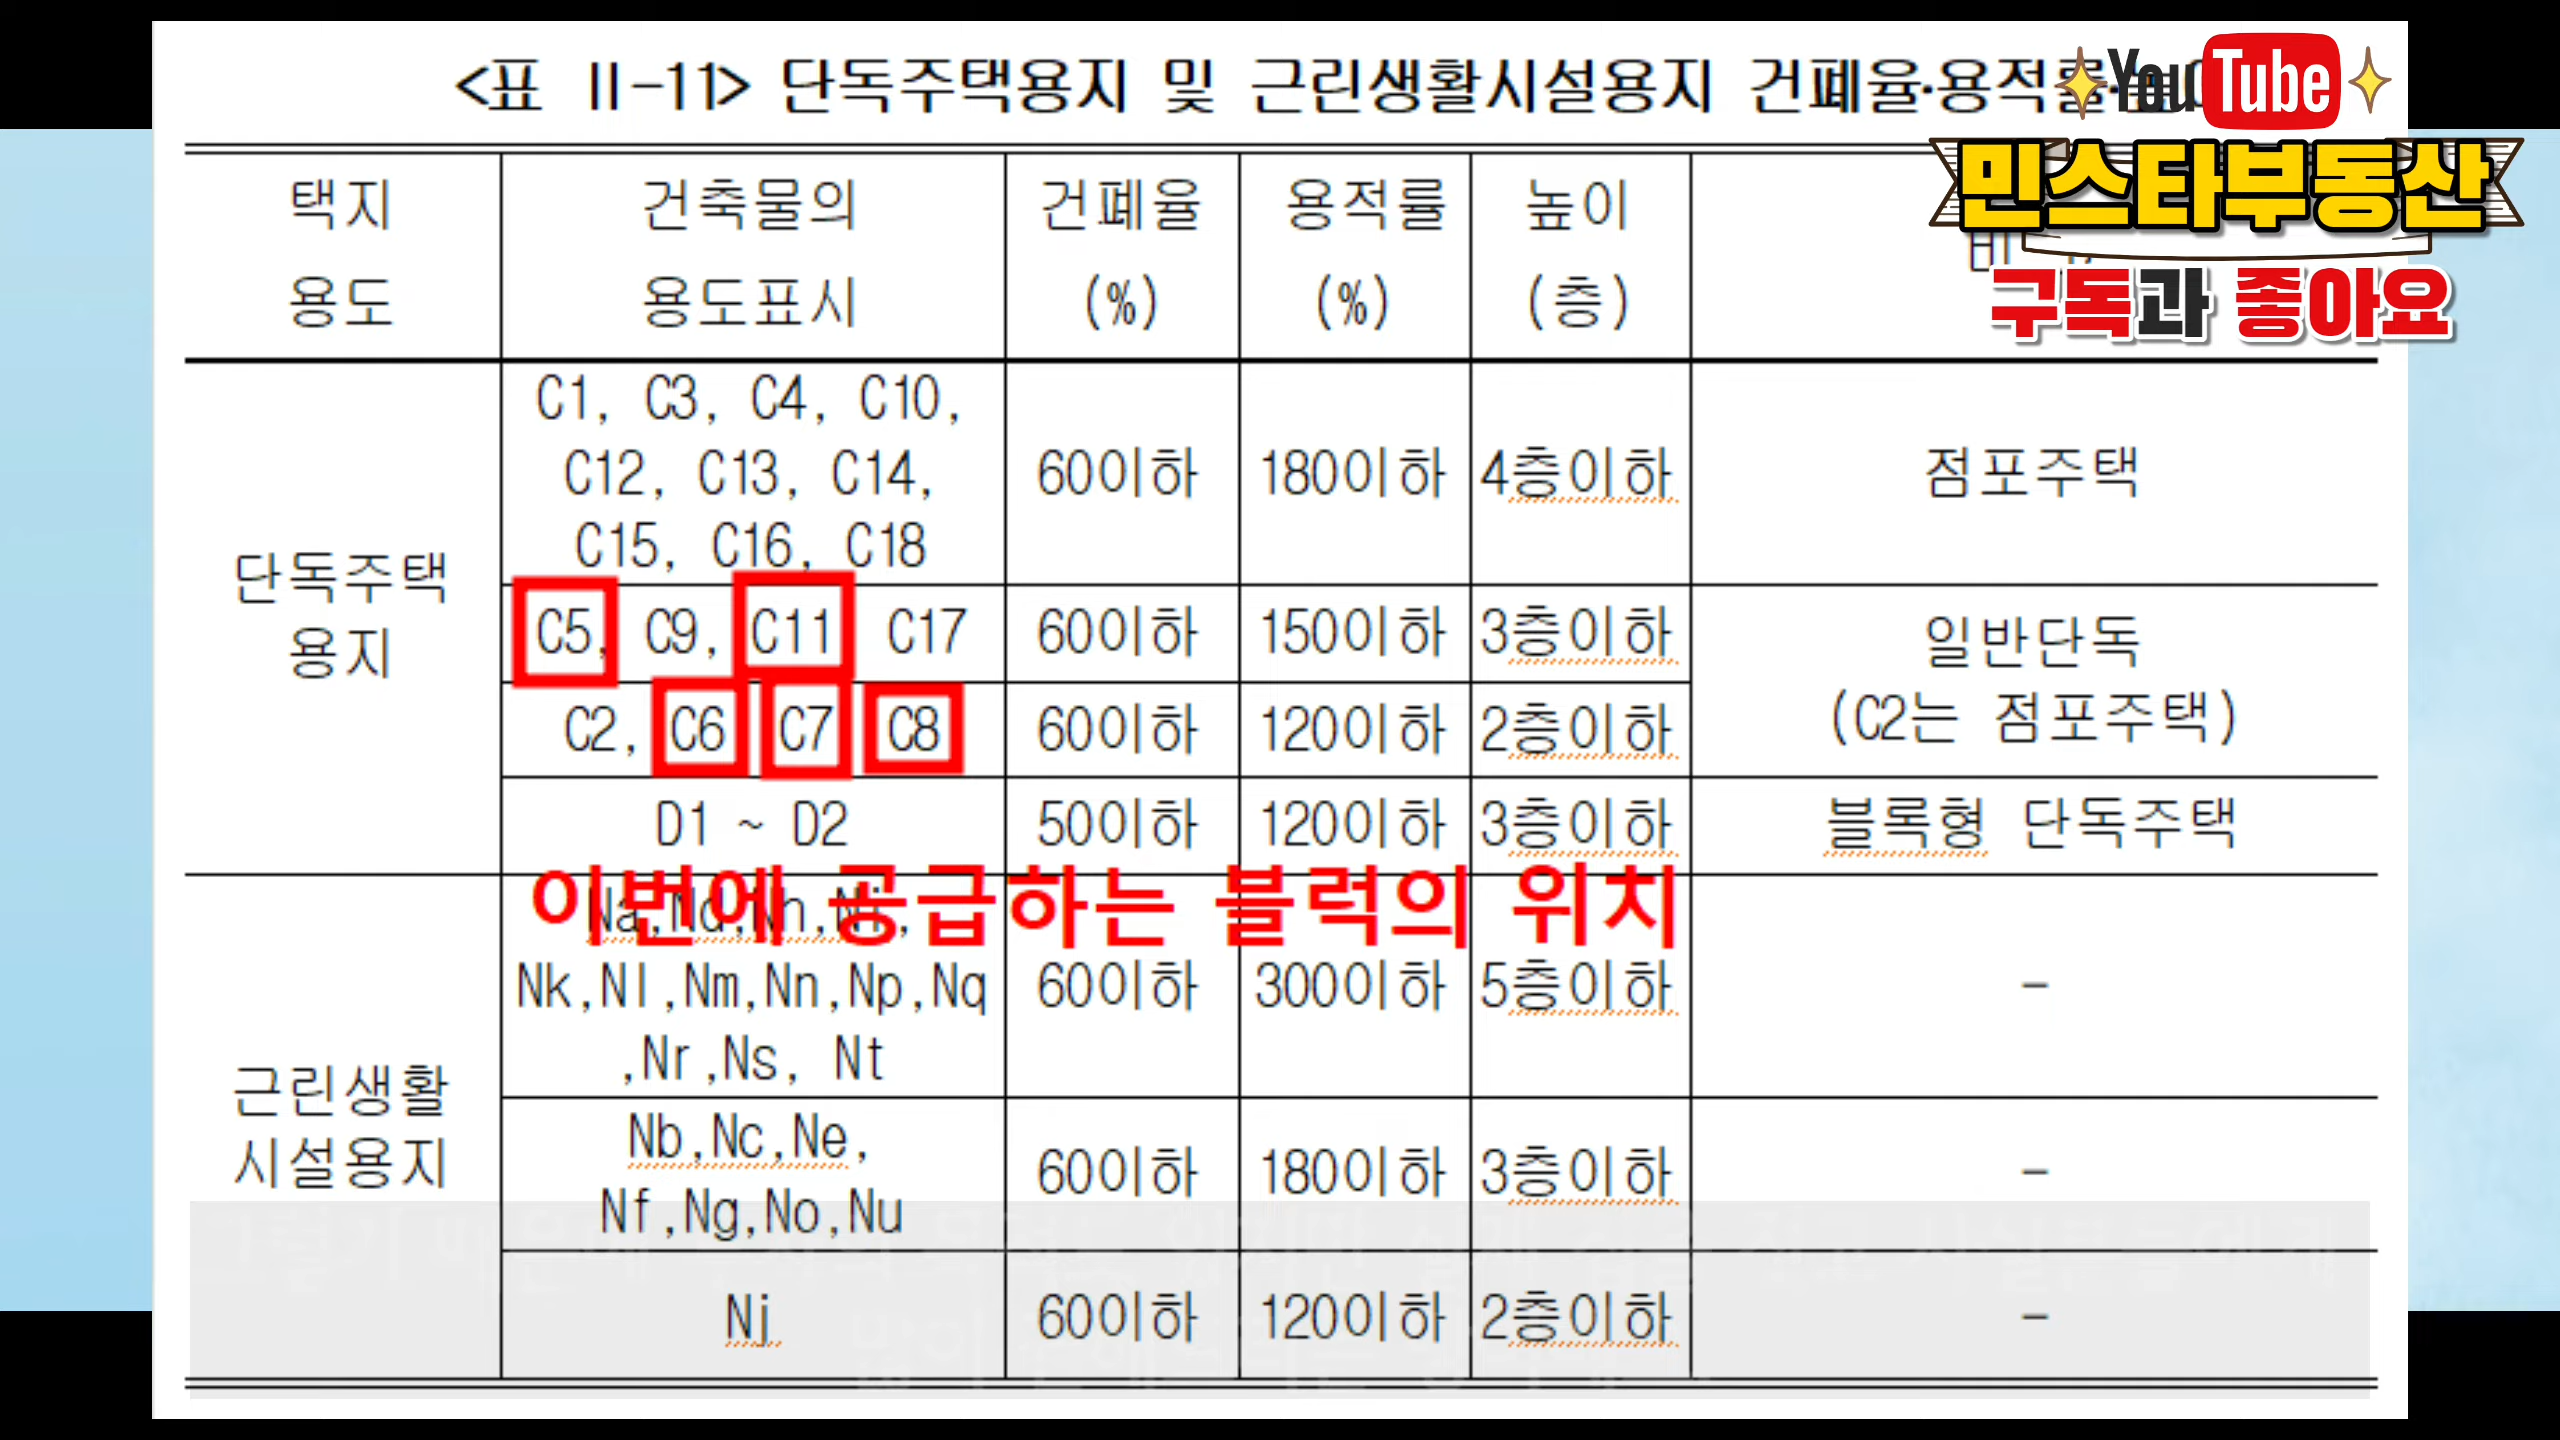 <표 Ⅱ-11> 단독주택용지 및 근린생활시설용지 건폐율·용적률·높이
YouTube
민스타부동산
구독과 좋아요
택지 용도
건축물의 용도표시
건폐율 (%)
용적률 (%)
높이 (층)
단독주택 용지
C1, C3, C4, C10,
C12, C13, C14,
C15, C16, C18
60이하 180이하 4층이하 점포주택
C5, C9, C11 C17 60이하 150이하 3층이하
일반단독
(C2는 점포주택)
C2, C6 C7 C8 60이하 120이하 2층이하
D1 ~ D2 50이하 120이하 3층이하 블록형 단독주택
이번에 공급하는 블럭의 위치
근린생활 시설용지
Nk,Nl,Nm,Nn,Np,Nq
,Nr,Ns, Nt
60이하 300이하 5층이하 -
Nb,Nc,Ne,
Nf,Ng,No,Nu
60이하 180이하 3층이하 -
Nj 60이하 120이하 2층이하 -